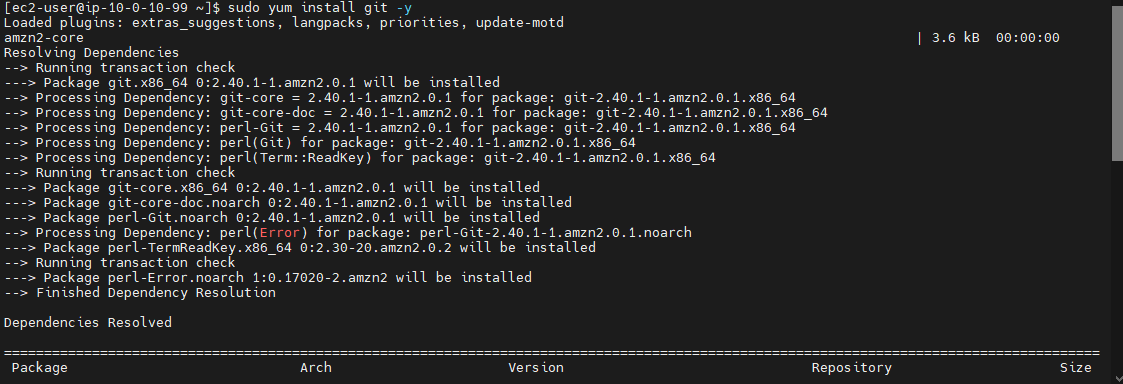 [ec2-user@ip-10-0-10-99 ~]$ sudo yum install git -y
Loaded plugins: extras_suggestions, langpacks, priorities, update-motd
amzn2-core | 3.6 kB 00:00:00
Resolving Dependencies
--> Running transaction check
---> Package git.x86_64 0:2.40.1-1.amzn2.0.1 will be installed
--> Processing Dependency: git-core = 2.40.1-1.amzn2.0.1 for package: git-2.40.1-1.amzn2.0.1.x86_64
--> Processing Dependency: git-core-doc = 2.40.1-1.amzn2.0.1 for package: git-2.40.1-1.amzn2.0.1.x86_64
--> Processing Dependency: perl-Git = 2.40.1-1.amzn2.0.1 for package: git-2.40.1-1.amzn2.0.1.x86_64
--> Processing Dependency: perl(Git) for package: git-2.40.1-1.amzn2.0.1.x86_64
--> Processing Dependency: perl(Term::ReadKey) for package: git-2.40.1-1.amzn2.0.1.x86_64
--> Running transaction check
---> Package git-core.x86_64 0:2.40.1-1.amzn2.0.1 will be installed
---> Package git-core-doc.noarch 0:2.40.1-1.amzn2.0.1 will be installed
---> Package perl-Git.noarch 0:2.40.1-1.amzn2.0.1 will be installed
--> Processing Dependency: perl(Error) for package: perl-Git-2.40.1-1.amzn2.0.1.noarch
---> Package perl-TermReadKey.x86_64 0:2.30-20.amzn2.0.2 will be installed
--> Running transaction check
---> Package perl-Error.noarch 1:0.17020-2.amzn2 will be installed
--> Finished Dependency Resolution
Dependencies Resolved
================================================================================
Package Arch Version Repository Size